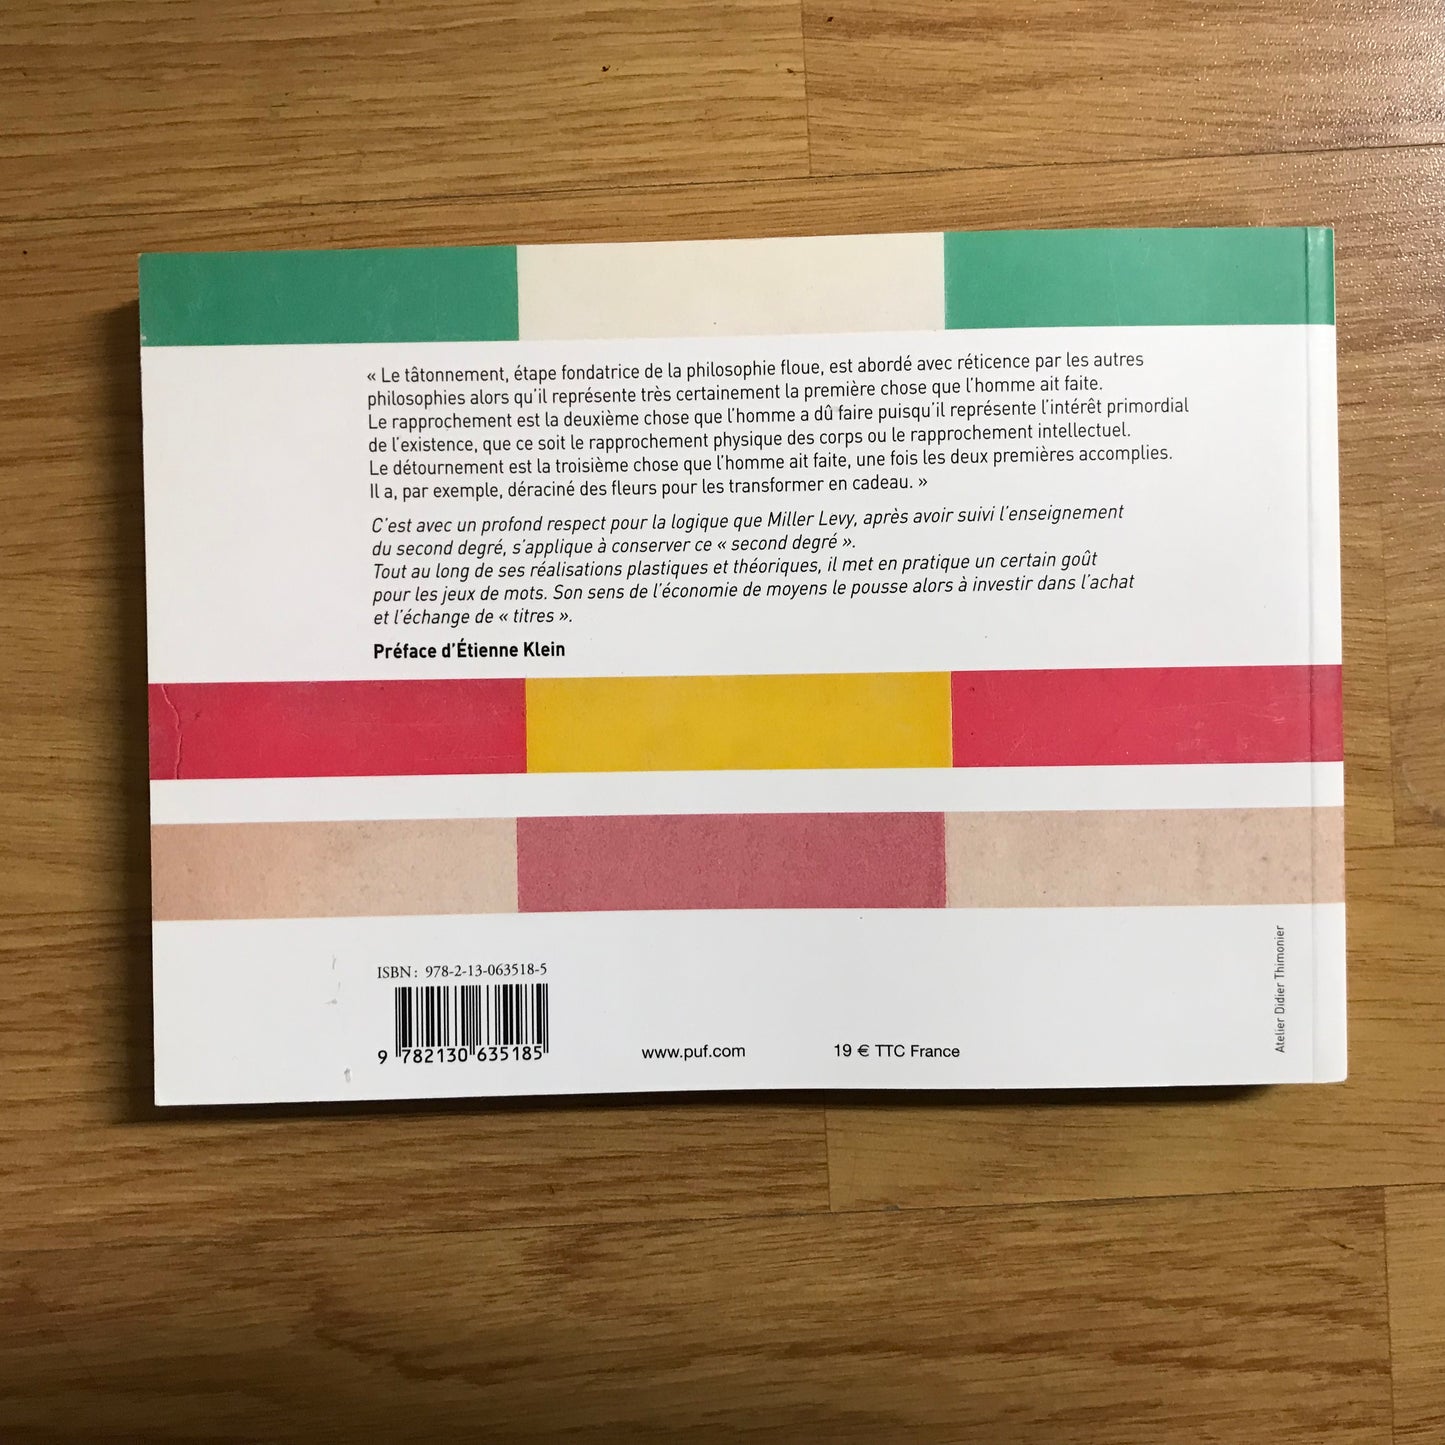 « Le tâtonnement, étape fondatrice de la philosophie floue, est abordé avec réticence par les autres
philosophies alors qu'il représente très certainement la première chose que l'homme ait faite.
Le rapprochement est la deuxième chose que l'homme a dû faire puisqu'il représente l'intérêt primordial
de l'existence, que ce soit le rapprochement physique des corps ou le rapprochement intellectuel.
Le détournement est la troisième chose que l'homme ait faite, une fois les deux premières accomplies.
Il a, par exemple, déraciné des fleurs pour les transformer en cadeau. »
C'est avec un profond respect pour la logique que Miller Levy, après avoir suivi l'enseignement
du second degré, s'applique à conserver ce « second degré ».
Tout au long de ses réalisations plastiques et théoriques, il met en pratique un certain goût
pour les jeux de mots. Son sens de l'économie de moyens le pousse alors à investir dans l'achat
et l'échange de « titres ».
Préface d'Étienne Klein
ISBN : 978-2-13-063518-5
9 782130 635185
www.puf.com
19 € TTC France
Atelier Didier Thimonier